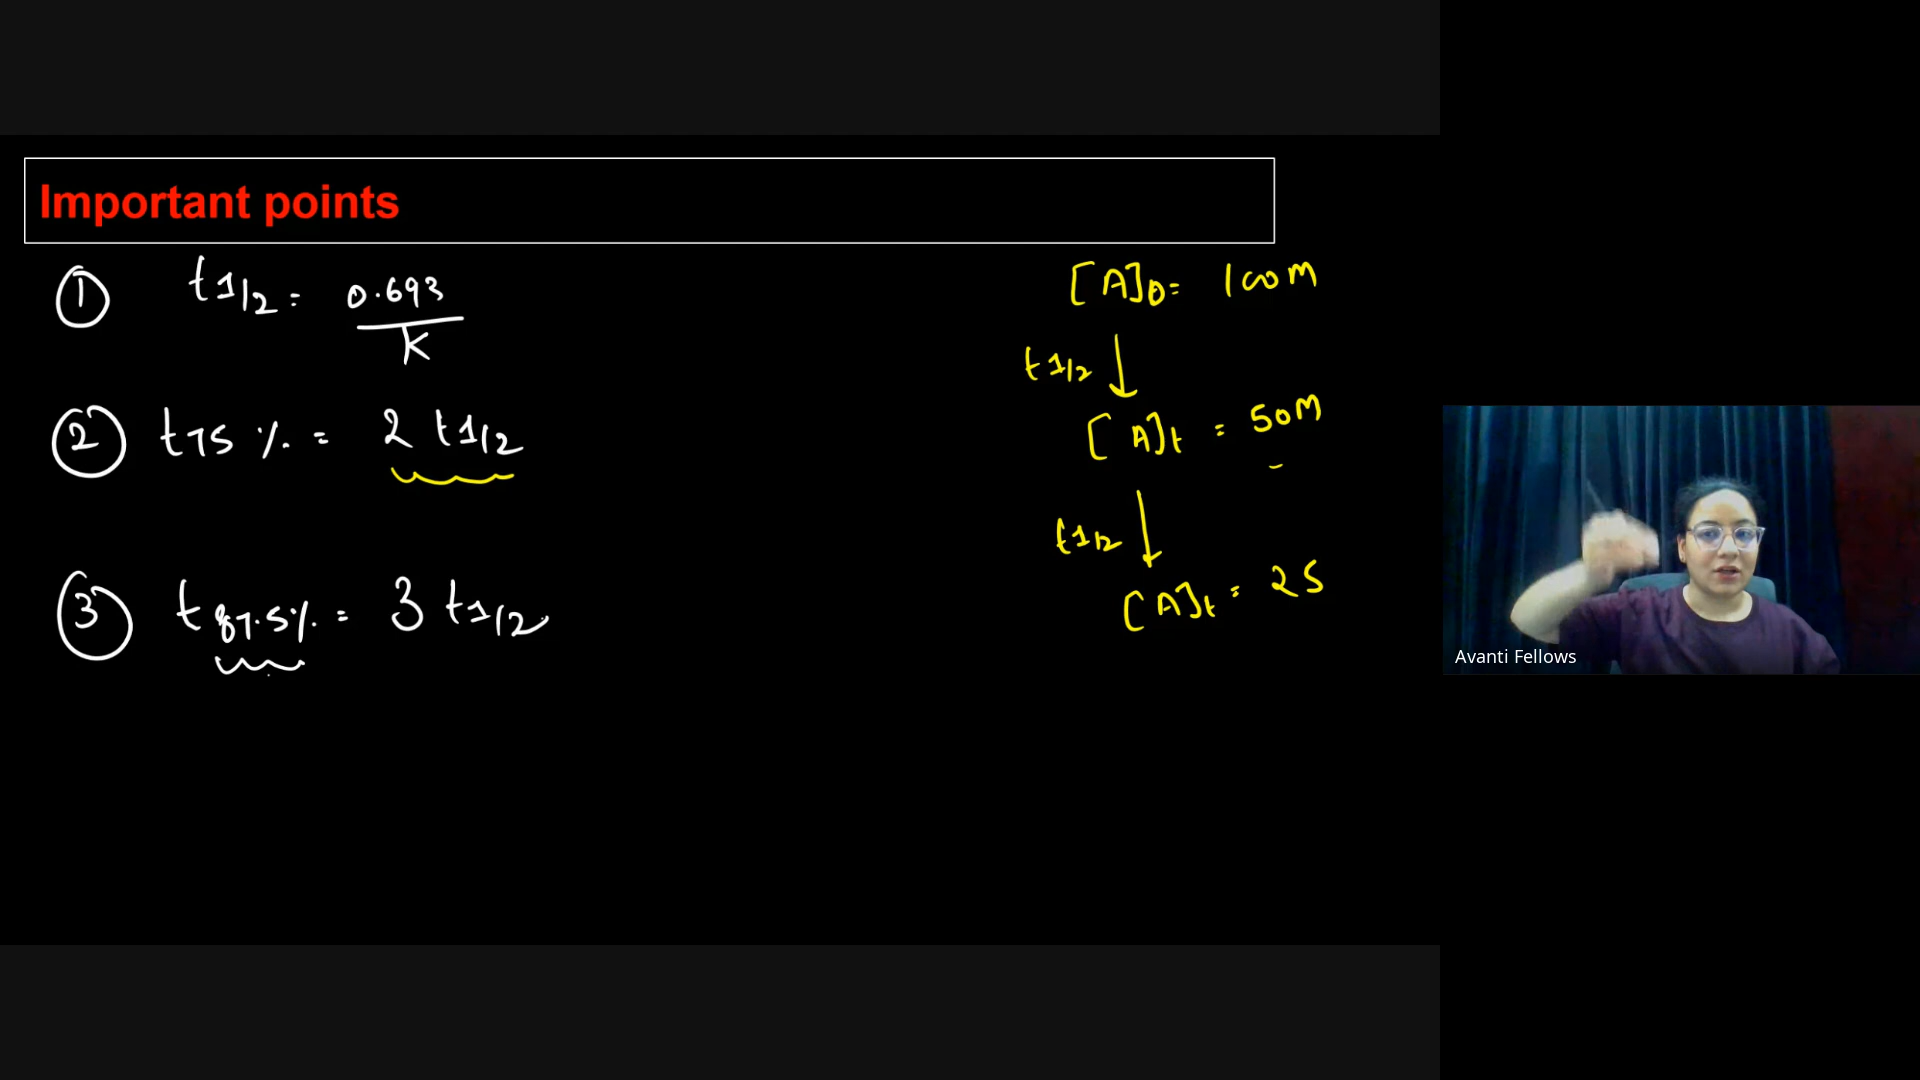 Important points
① t1/2 = 0.693/K
② t75 % = 2 t1/2
③ t87.5% = 3 t1/2
[A]0 = 100M
t1/2 ↓
[A]t = 50M
t1/2 ↓
[A]t = 25
Avanti Fellows